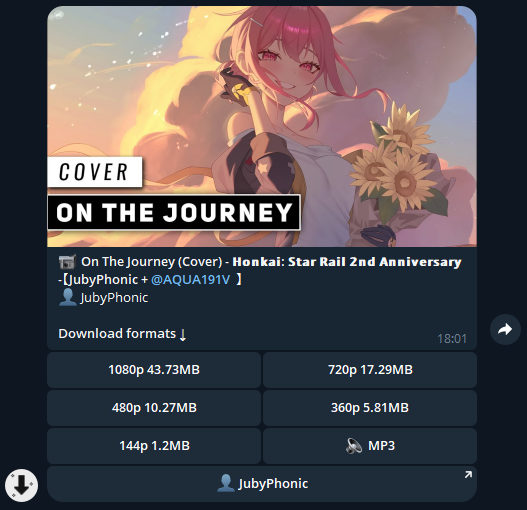 COVER
ON THE JOURNEY
📹 On The Journey (Cover) - 𝗛𝗼𝗻𝗸𝗮𝗶: 𝗦𝘁𝗮𝗿 𝗥𝗮𝗶𝗹 𝟮𝗻𝗱 𝗔𝗻𝗻𝗶𝘃𝗲𝗿𝘀𝗮𝗿𝘆
-【JubyPhonic + @AQUA191V 】
👤 JubyPhonic
Download formats ↓
18:01
1080p 43.73MB
720p 17.29MB
480p 10.27MB
360p 5.81MB
144p 1.2MB
🔊 MP3
👤 JubyPhonic